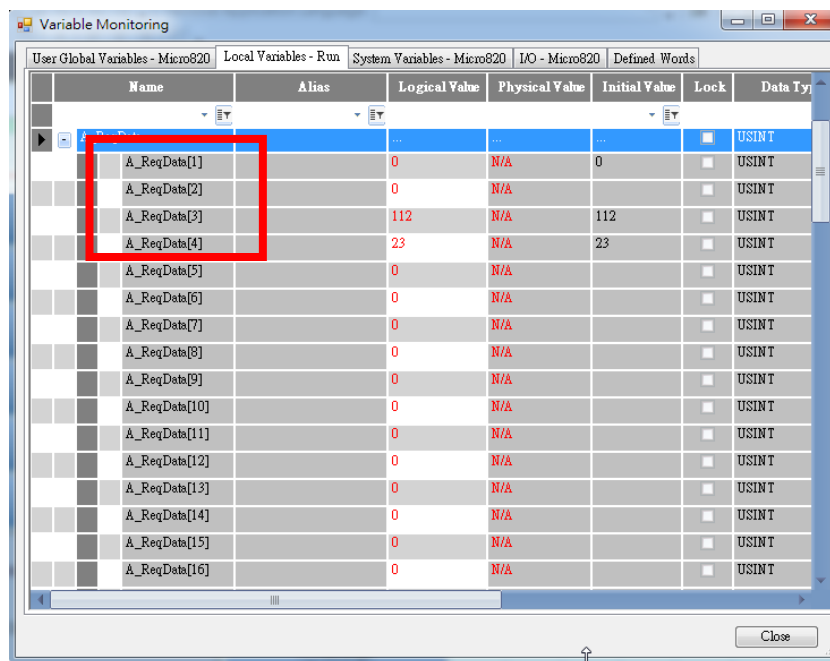 Variable Monitoring
User Global Variables - Micro820 Local Variables - Run System Variables - Micro820 I/O - Micro820 Defined Words
Name Alias Logical Value Physical Value Initial Value Lock Data Ty
... ... ... USINT
A_ReqData[1] 0 N/A 0 USINT
A_ReqData[2] 0 N/A USINT
A_ReqData[3] 112 N/A 112 USINT
A_ReqData[4] 23 N/A 23 USINT
A_ReqData[5] 0 N/A USINT
A_ReqData[6] 0 N/A USINT
A_ReqData[7] 0 N/A USINT
A_ReqData[8] 0 N/A USINT
A_ReqData[9] 0 N/A USINT
A_ReqData[10] 0 N/A USINT
A_ReqData[11] 0 N/A USINT
A_ReqData[12] 0 N/A USINT
A_ReqData[13] 0 N/A USINT
A_ReqData[14] 0 N/A USINT
A_ReqData[15] 0 N/A USINT
A_ReqData[16] 0 N/A USINT
Close